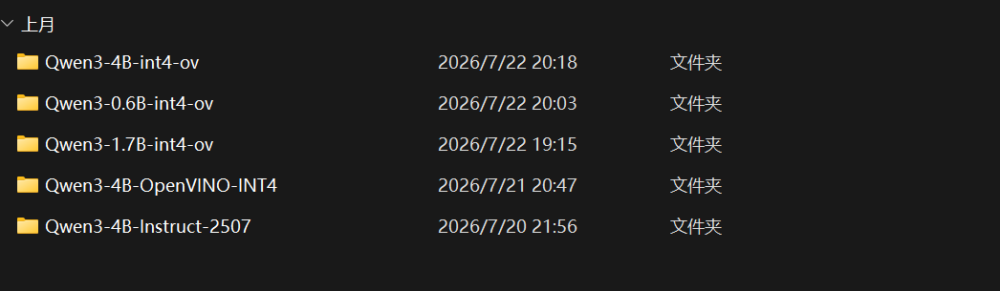 上月
Qwen3-4B-int4-ov 2026/7/22 20:18 文件夹
Qwen3-0.6B-int4-ov 2026/7/22 20:03 文件夹
Qwen3-1.7B-int4-ov 2026/7/22 19:15 文件夹
Qwen3-4B-OpenVINO-INT4 2026/7/21 20:47 文件夹
Qwen3-4B-Instruct-2507 2026/7/20 21:56 文件夹